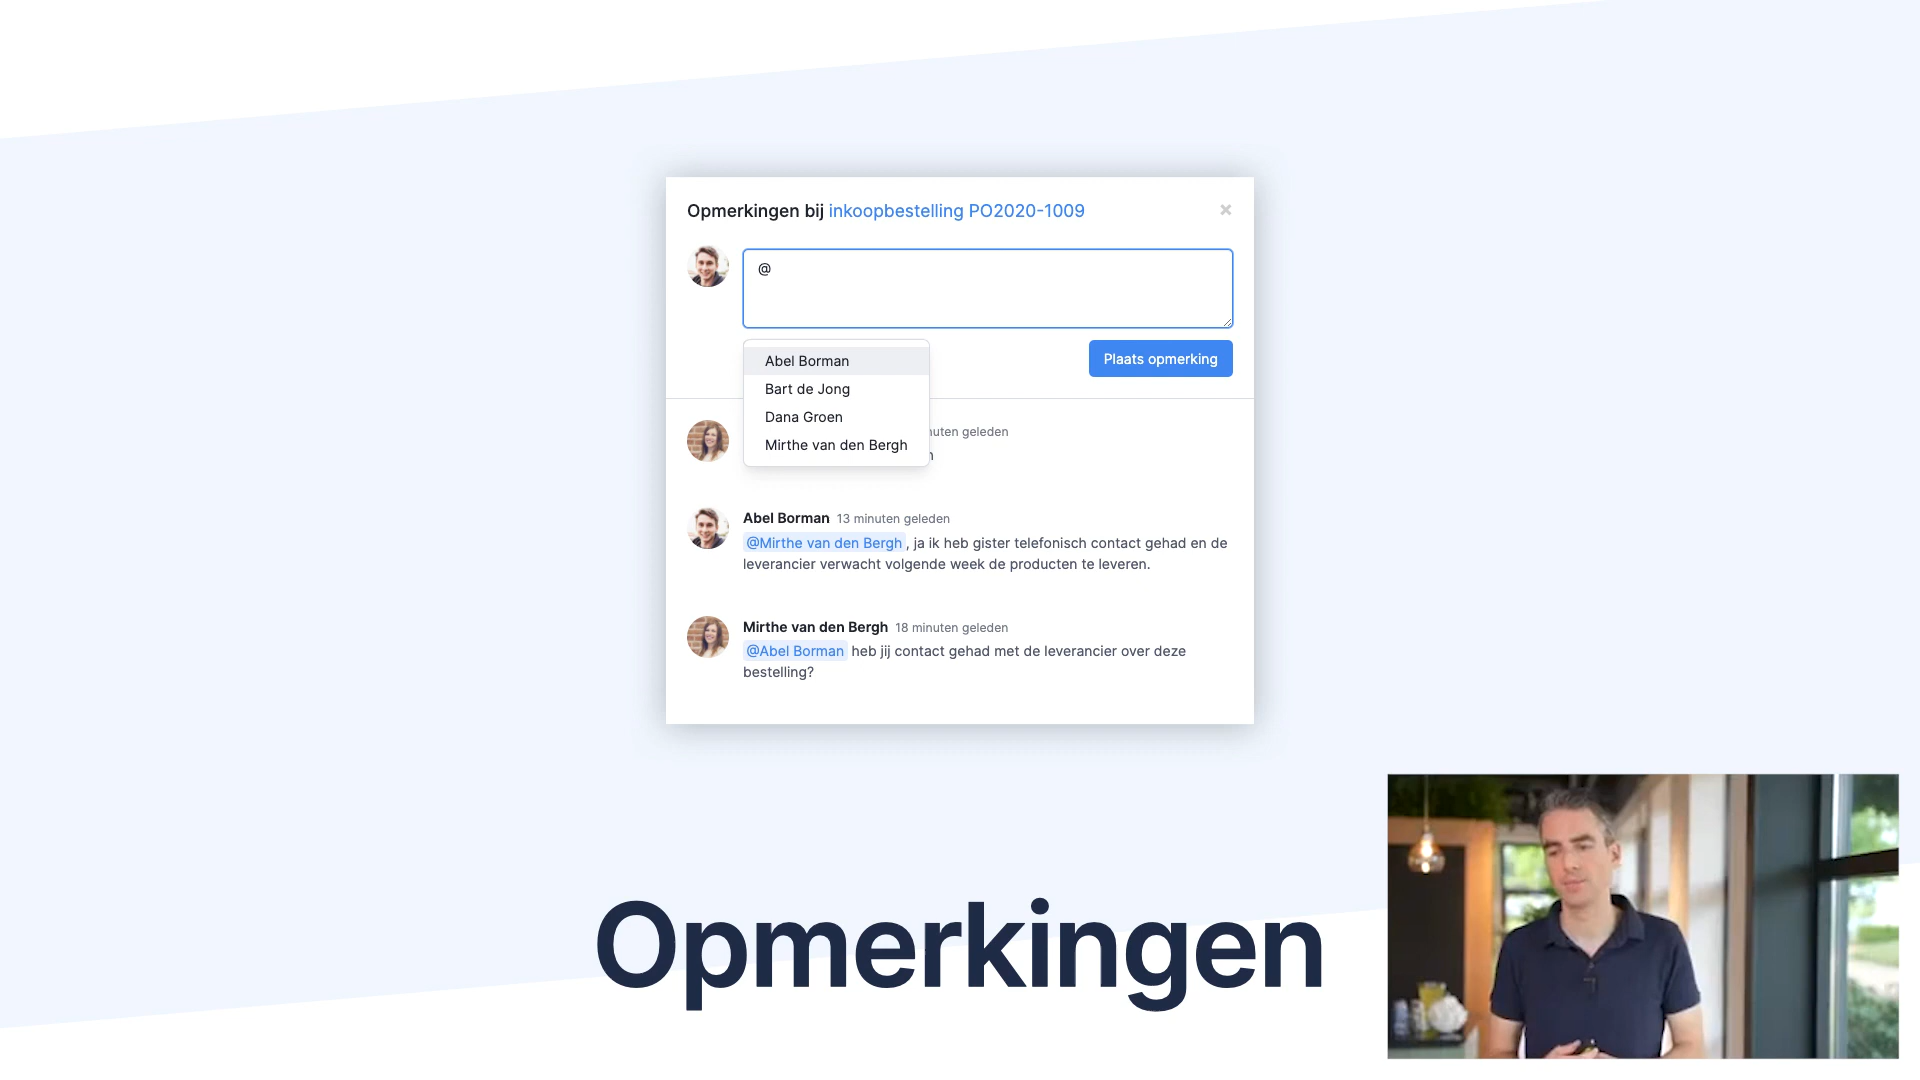 Opmerkingen bij inkoopbestelling PO2020-1009
@
Plaats opmerking
Abel Borman
Bart de Jong
Dana Groen
Mirthe van den Bergh
geleden
Abel Borman 13 minuten geleden
@Mirthe van den Bergh, ja ik heb gister telefonisch contact gehad en de
leverancier verwacht volgende week de producten te leveren.
Mirthe van den Bergh 18 minuten geleden
@Abel Borman heb jij contact gehad met de leverancier over deze
bestelling?
Opmerkingen